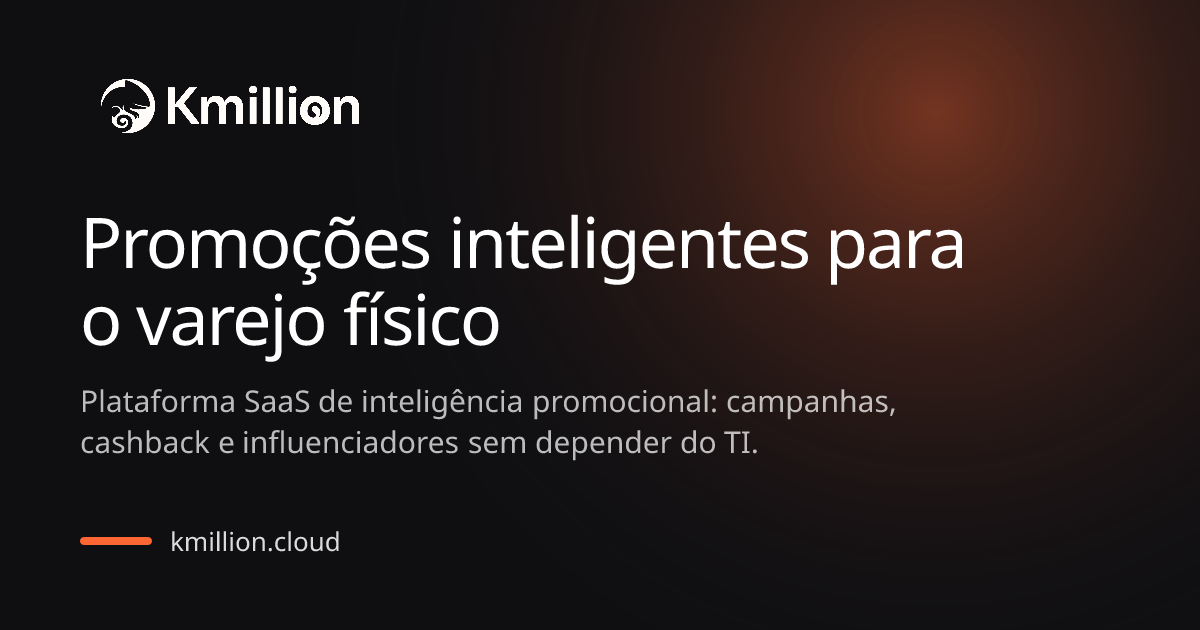 Kmillion
Promoções inteligentes para
o varejo físico
Plataforma SaaS de inteligência promocional: campanhas,
cashback e influenciadores sem depender do TI.
kmillion.cloud